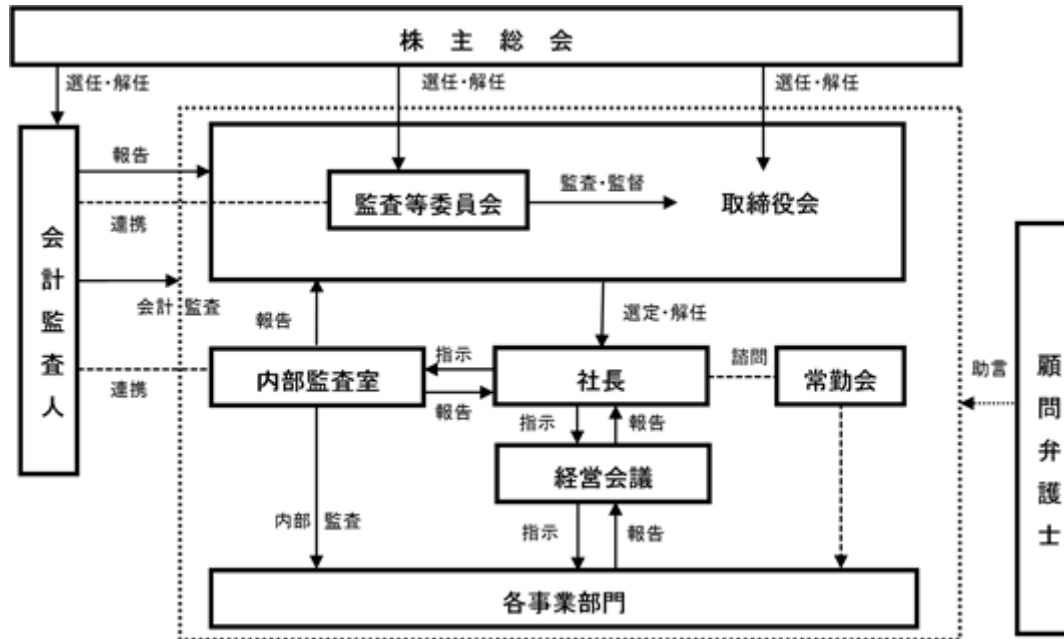 株主総会
選任・解任
選任・解任
選任・解任
報告
監査等委員会
監査・監督
取締役会
連携
会計監査人
会計 監査
報告
選定・解任
内部監査室
指示
報告
社長
諮問
常勤会
連携
助言
顧問弁護士
指示
報告
経営会議
内部 監査
指示
報告
各事業部門